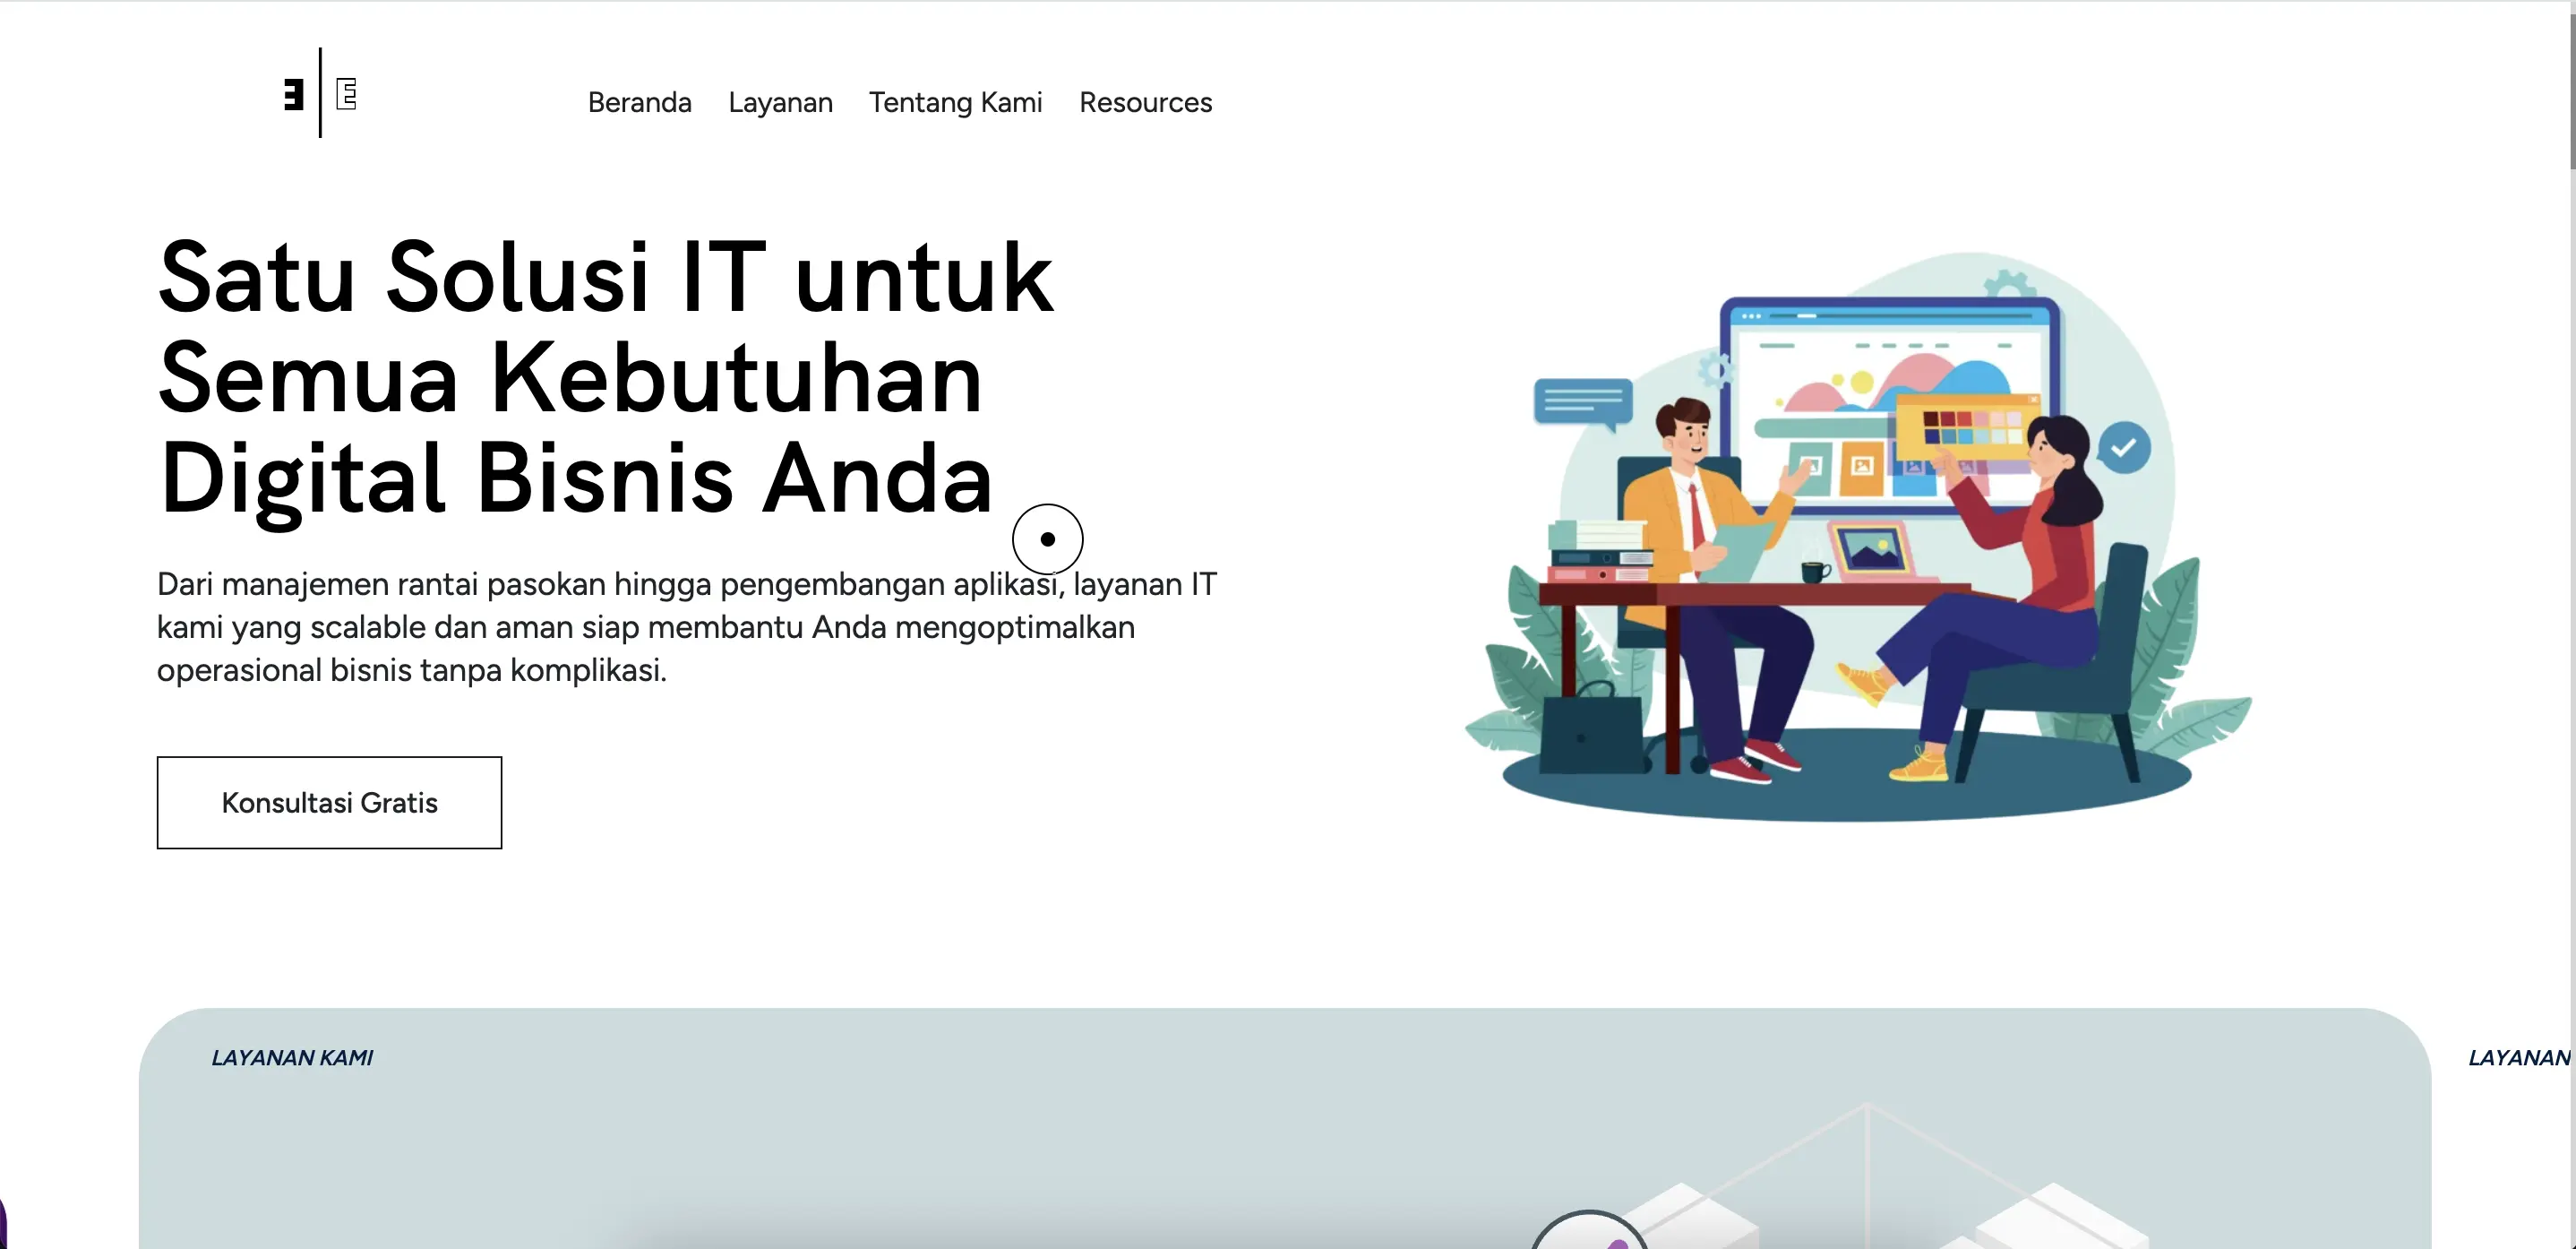 Ǝ | E
Beranda Layanan Tentang Kami Resources
Satu Solusi IT untuk
Semua Kebutuhan
Digital Bisnis Anda
Dari manajemen rantai pasokan hingga pengembangan aplikasi, layanan IT
kami yang scalable dan aman siap membantu Anda mengoptimalkan
operasional bisnis tanpa komplikasi.
Konsultasi Gratis
LAYANAN KAMI
LAYANAN